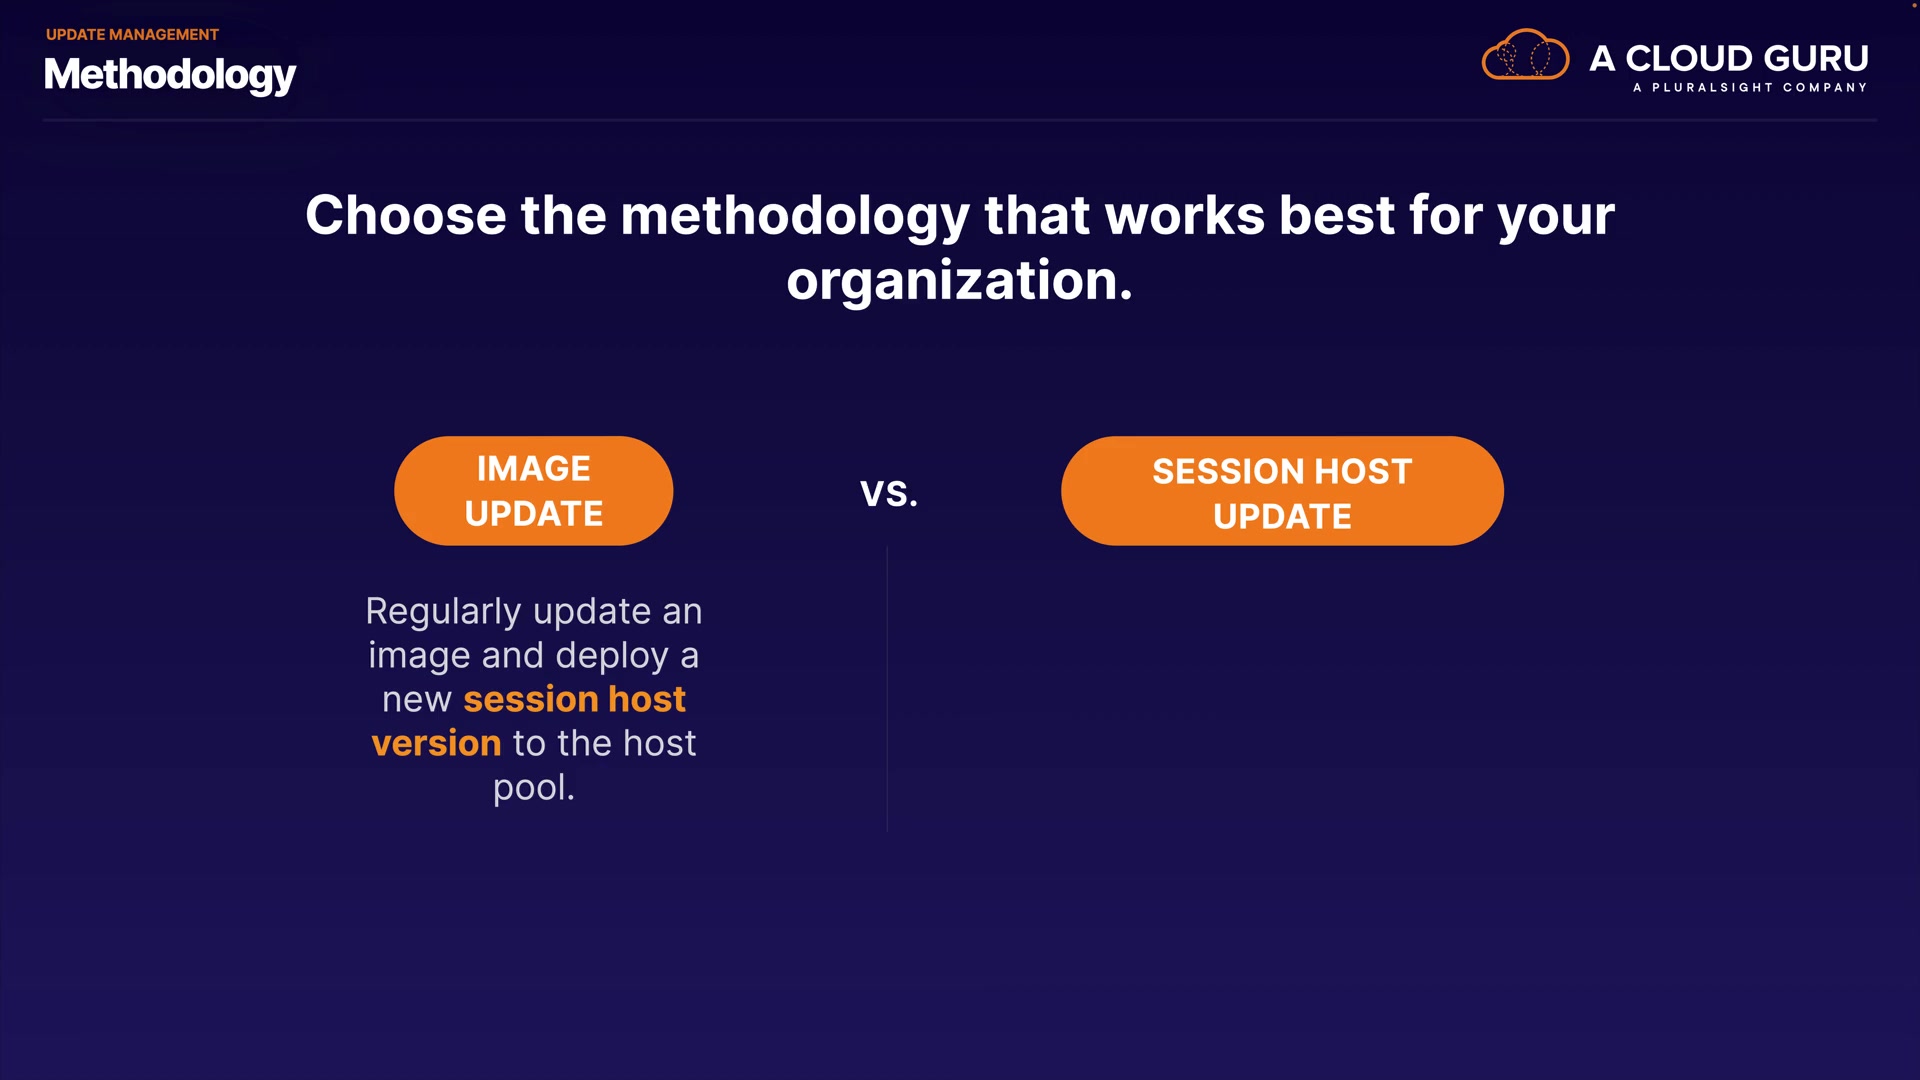 UPDATE MANAGEMENT
Methodology
A CLOUD GURU
A PLURALSIGHT COMPANY
Choose the methodology that works best for your
organization.
IMAGE
UPDATE
VS.
SESSION HOST
UPDATE
Regularly update an
image and deploy a
new session host
version to the host
pool.